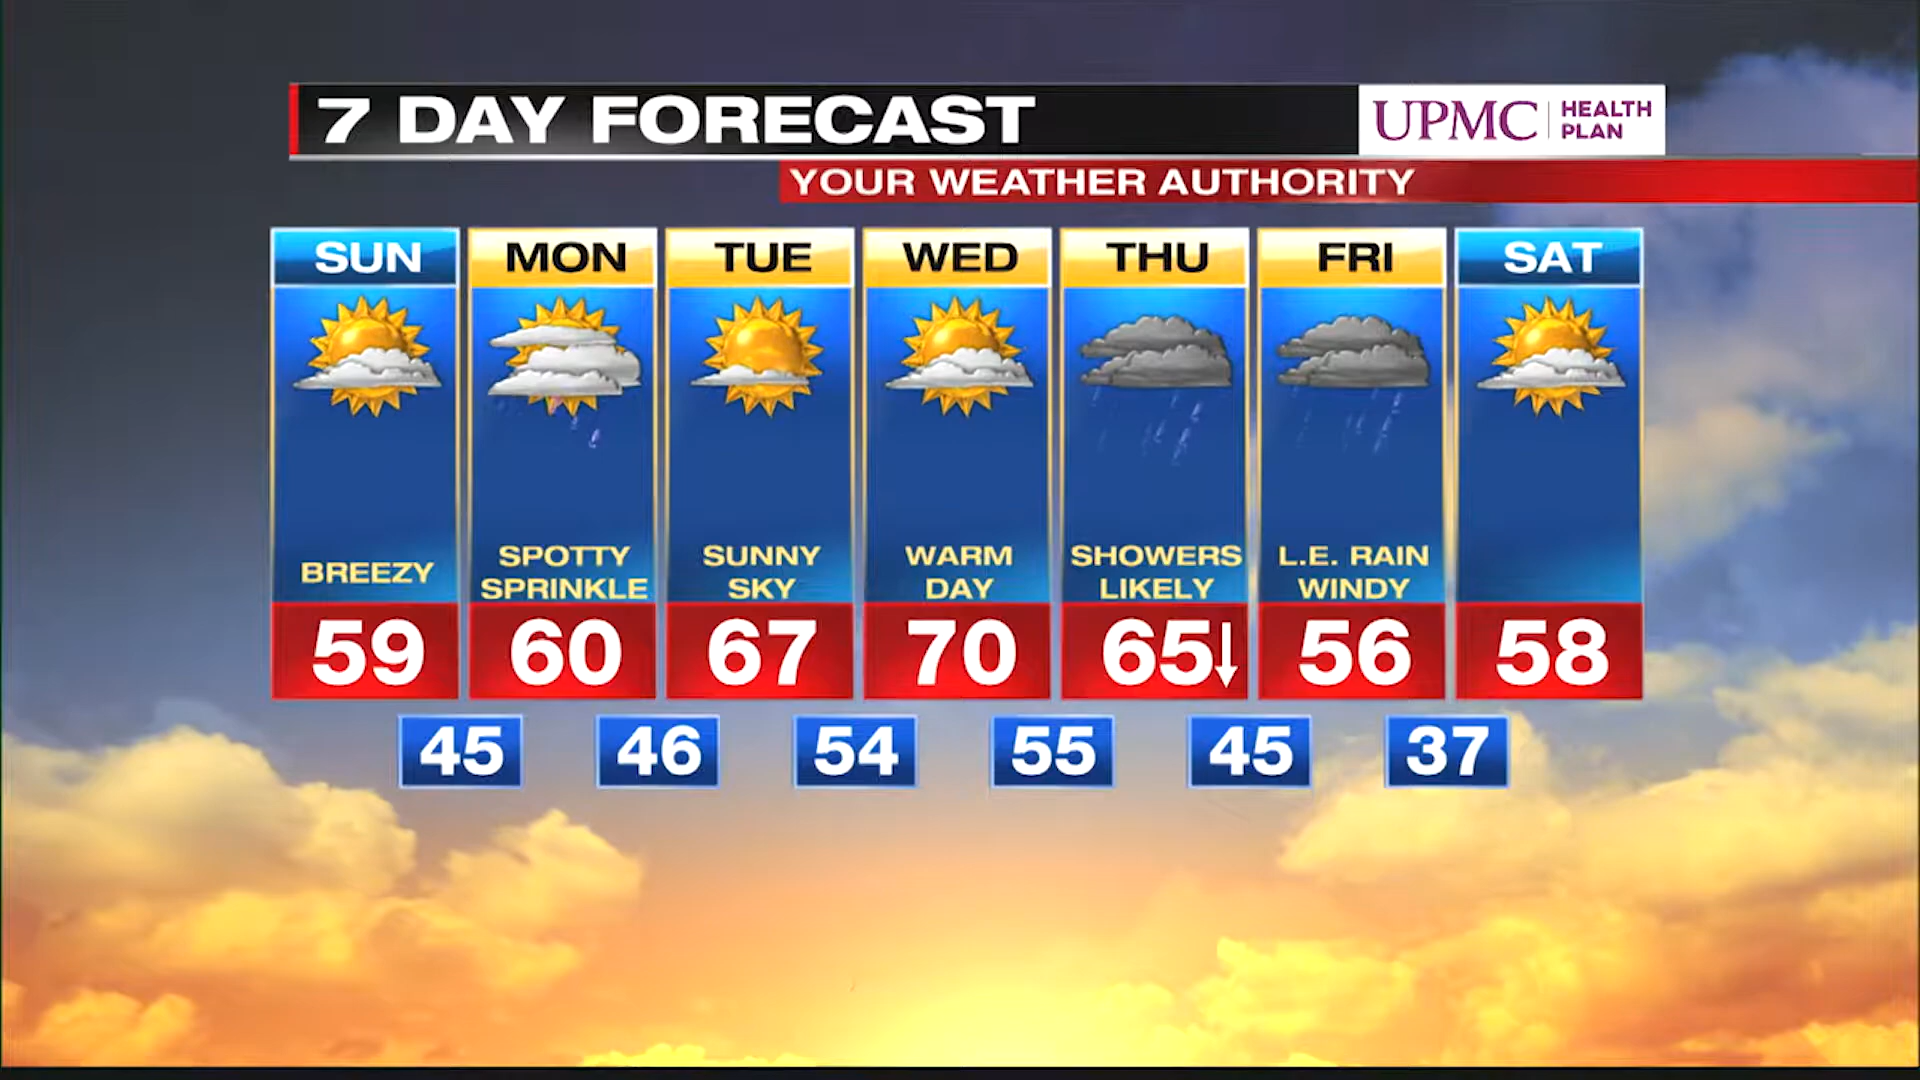 7 DAY FORECAST
UPMC HEALTH PLAN
YOUR WEATHER AUTHORITY
SUN MON TUE WED THU FRI SAT
BREEZY
SPOTTY
SPRINKLE
SUNNY
SKY
WARM
DAY
SHOWERS
LIKELY
L.E. RAIN
WINDY
59 60 67 70 65↓ 56 58
45 46 54 55 45 37